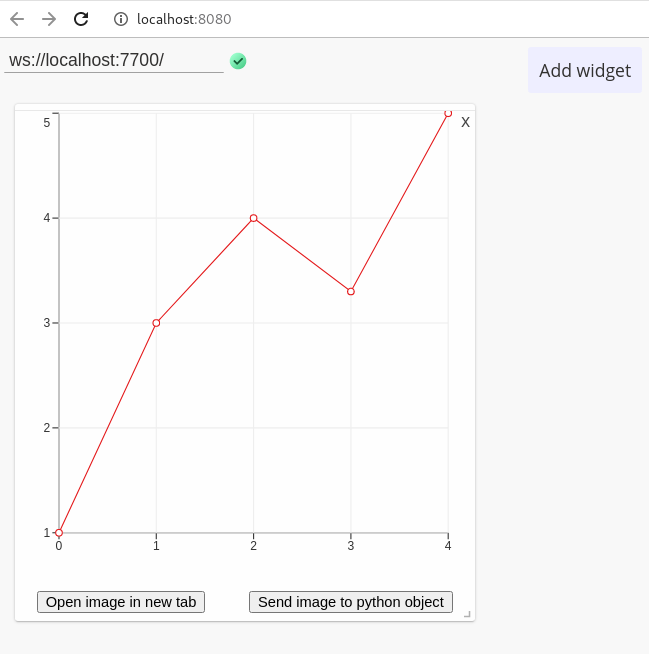 localhost:8080
ws://localhost:7700/
Add widget
X
5
4
3
2
1
0 1 2 3 4
Open image in new tab
Send image to python object